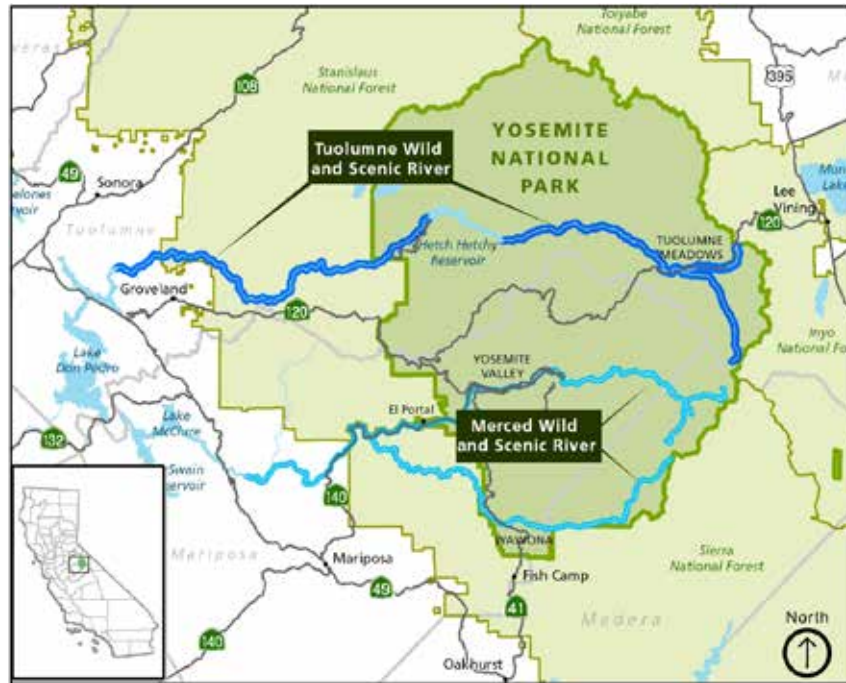 Toiyabe
National Forest
Stanislaus
National Forest
108
395
YOSEMITE
NATIONAL
PARK
Tuolumne Wild
and Scenic River
49
Sonora
Lee
Vining
Lake
120
Tuolumne
Hetch Hetchy
Reservoir
TUOLUMNE
MEADOWS
Groveland
120
Inyo
National
Lake
Don Pedro
YOSEMITE
VALLEY
El Portal
Merced Wild
and Scenic River
Lake
McClure
132
Swain
140
WAWONA
Mariposa
Mariposa
Sierra
National Forest
Fish Camp
49
41
Madera
North
140
Oakhurst